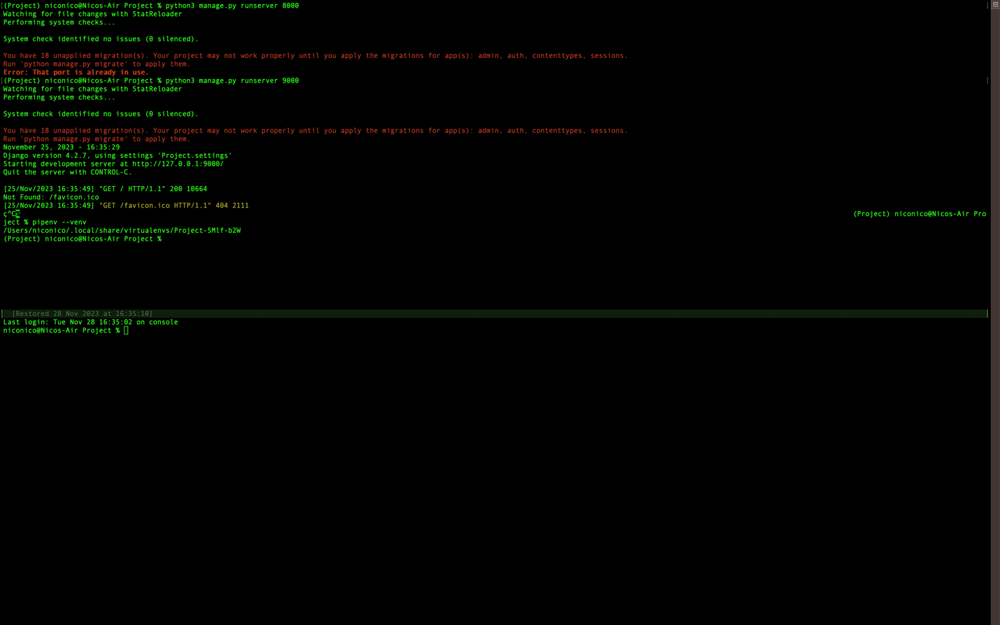 (Project) niconico@Nicos-Air Project % python3 manage.py runserver 8000
Watching for file changes with StatReloader
Performing system checks...
System check identified no issues (0 silenced).
You have 18 unapplied migration(s). Your project may not work properly until you apply the migrations for app(s): admin, auth, contenttypes, sessions.
Run 'python manage.py migrate' to apply them.
Error: That port is already in use.
(Project) niconico@Nicos-Air Project % python3 manage.py runserver 9000
Watching for file changes with StatReloader
Performing system checks...
System check identified no issues (0 silenced).
You have 18 unapplied migration(s). Your project may not work properly until you apply the migrations for app(s): admin, auth, contenttypes, sessions.
Run 'python manage.py migrate' to apply them.
November 25, 2023 - 16:35:29
Django version 4.2.7, using settings 'Project.settings'
Starting development server at http://127.0.0.1:9000/
Quit the server with CONTROL-C.
[25/Nov/2023 16:35:49] "GET / HTTP/1.1" 200 10664
Not Found: /favicon.ico
[25/Nov/2023 16:35:49] "GET /favicon.ico HTTP/1.1" 404 2111
ç^C (Project) niconico@Nicos-Air Pro
ject % pipenv --venv
/Users/niconico/.local/share/virtualenvs/Project-5Mlf-b2W
(Project) niconico@Nicos-Air Project %
[Restored 28 Nov 2023 at 16:35:10]
Last login: Tue Nov 28 16:35:02 on console
niconico@Nicos-Air Project %